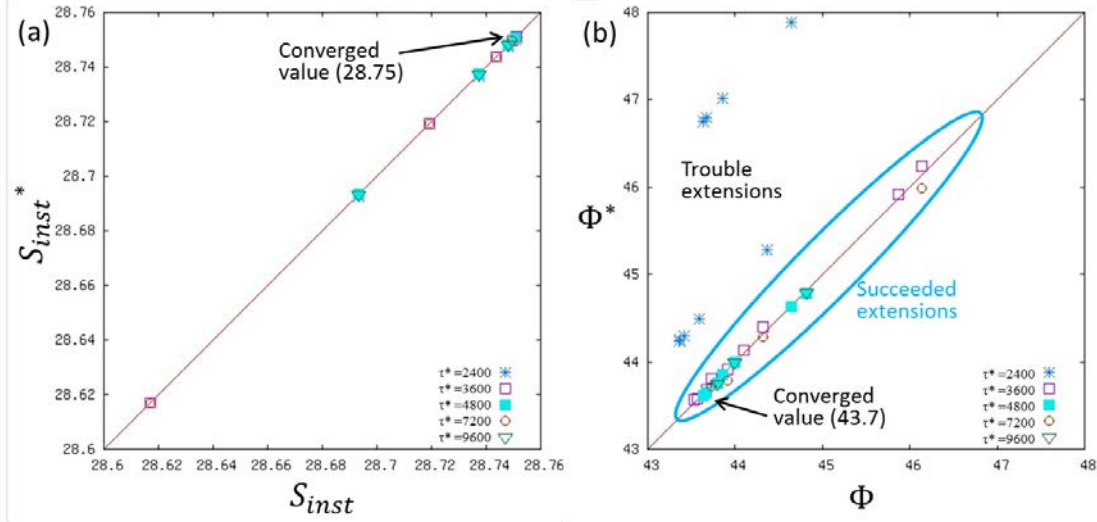 (a)
28.76
28.74
28.72
28.7
28.68
28.66
28.64
28.62
28.6
S_inst*
Converged
value (28.75)
τ*=2400
τ*=3600
τ*=4800
τ*=7200
τ*=9600
28.6 28.62 28.64 28.66 28.68 28.7 28.72 28.74 28.76
S_inst
(b)
48
47
46
45
44
43
Φ*
Trouble
extensions
Succeeded
extensions
Converged
value (43.7)
τ*=2400
τ*=3600
τ*=4800
τ*=7200
τ*=9600
43 44 45 46 47 48
Φ